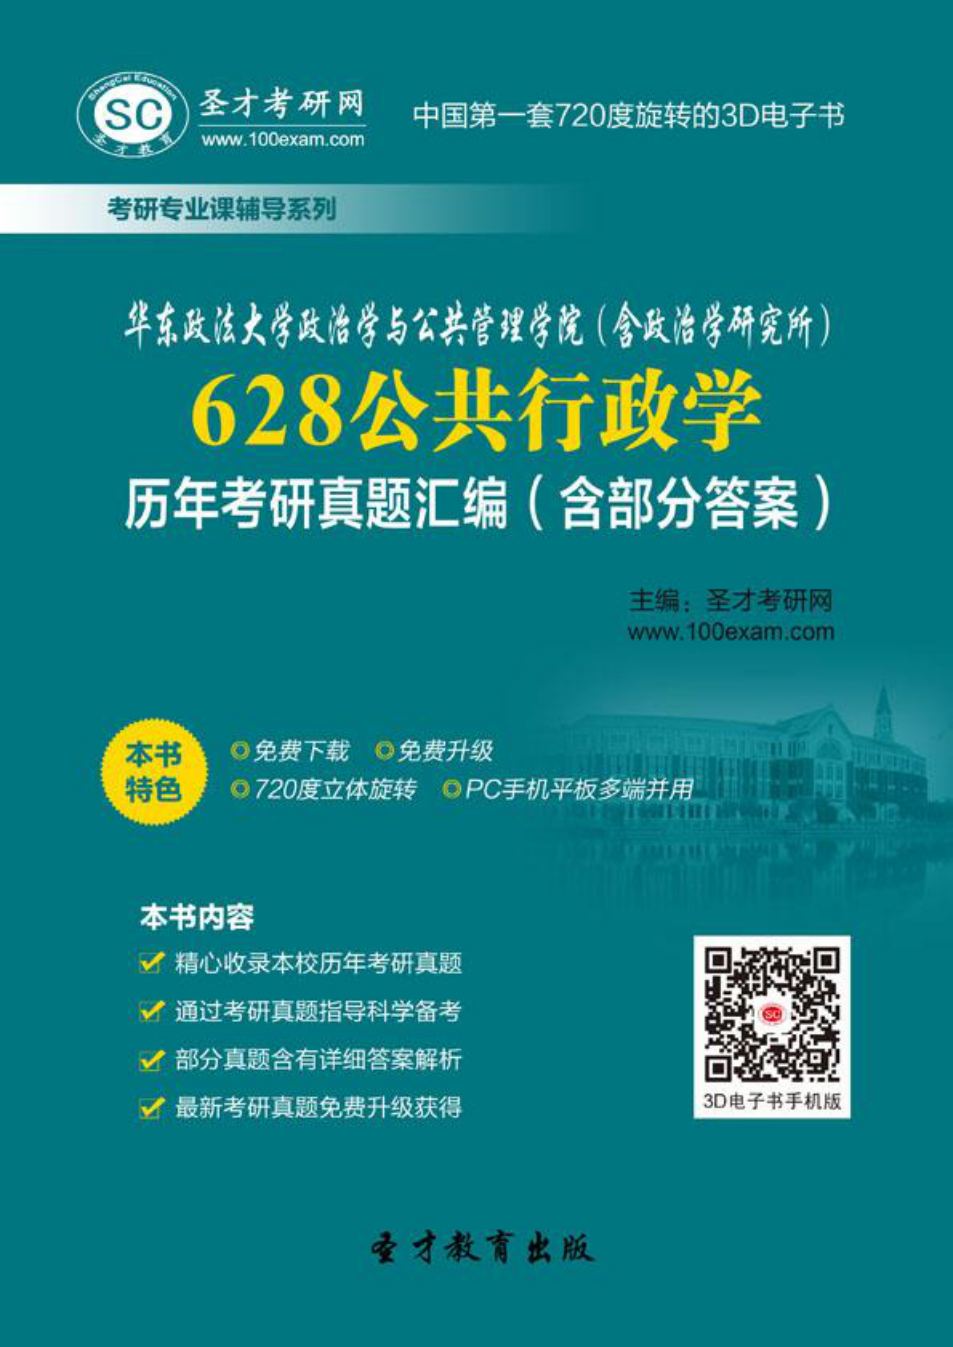 ShengCai Education
SC
圣才教育
圣才考研网
www.100exam.com
中国第一套720度旋转的3D电子书
考研专业课辅导系列
华东政法大学政治学与公共管理学院（含政治学研究所）
628公共行政学
历年考研真题汇编（含部分答案）
主编：圣才考研网
www.100exam.com
本书
特色
◎免费下载 ◎免费升级
◎720度立体旋转 ◎PC手机平板多端并用
本书内容
精心收录本校历年考研真题
通过考研真题指导科学备考
部分真题含有详细答案解析
最新考研真题免费升级获得
SC
3D电子书手机版
圣才教育出版